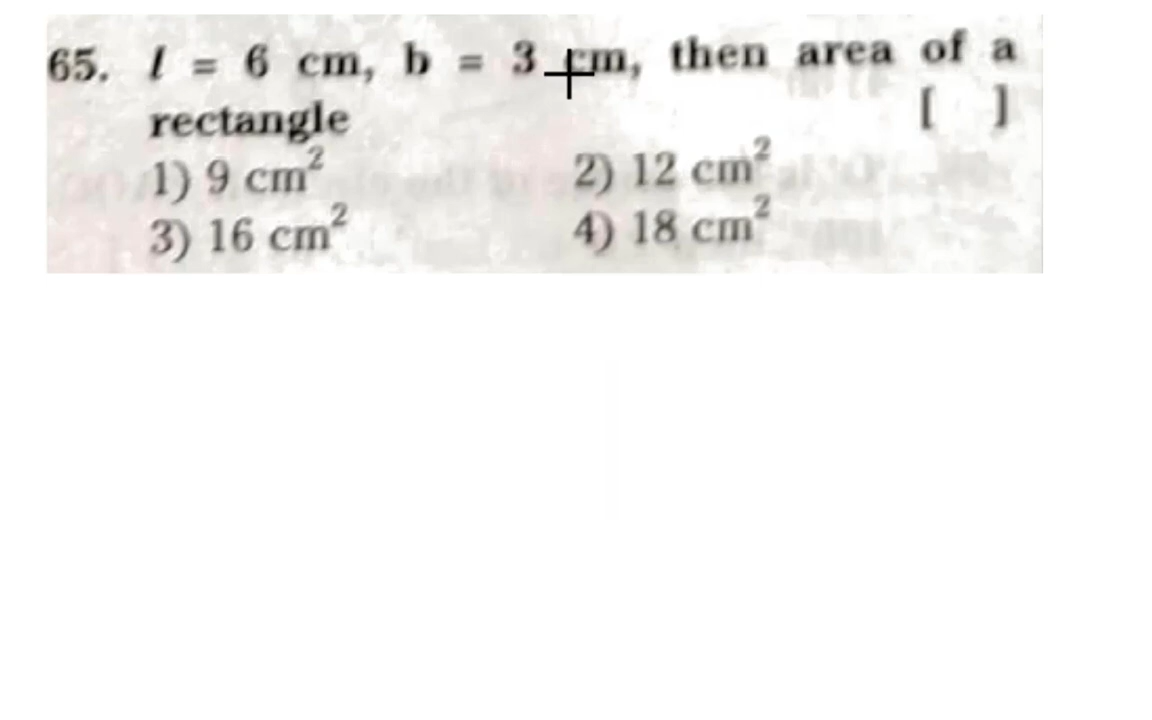 65. l = 6 cm, b = 3 cm, then area of a
rectangle [ ]
1) 9 cm² 2) 12 cm²
3) 16 cm² 4) 18 cm²